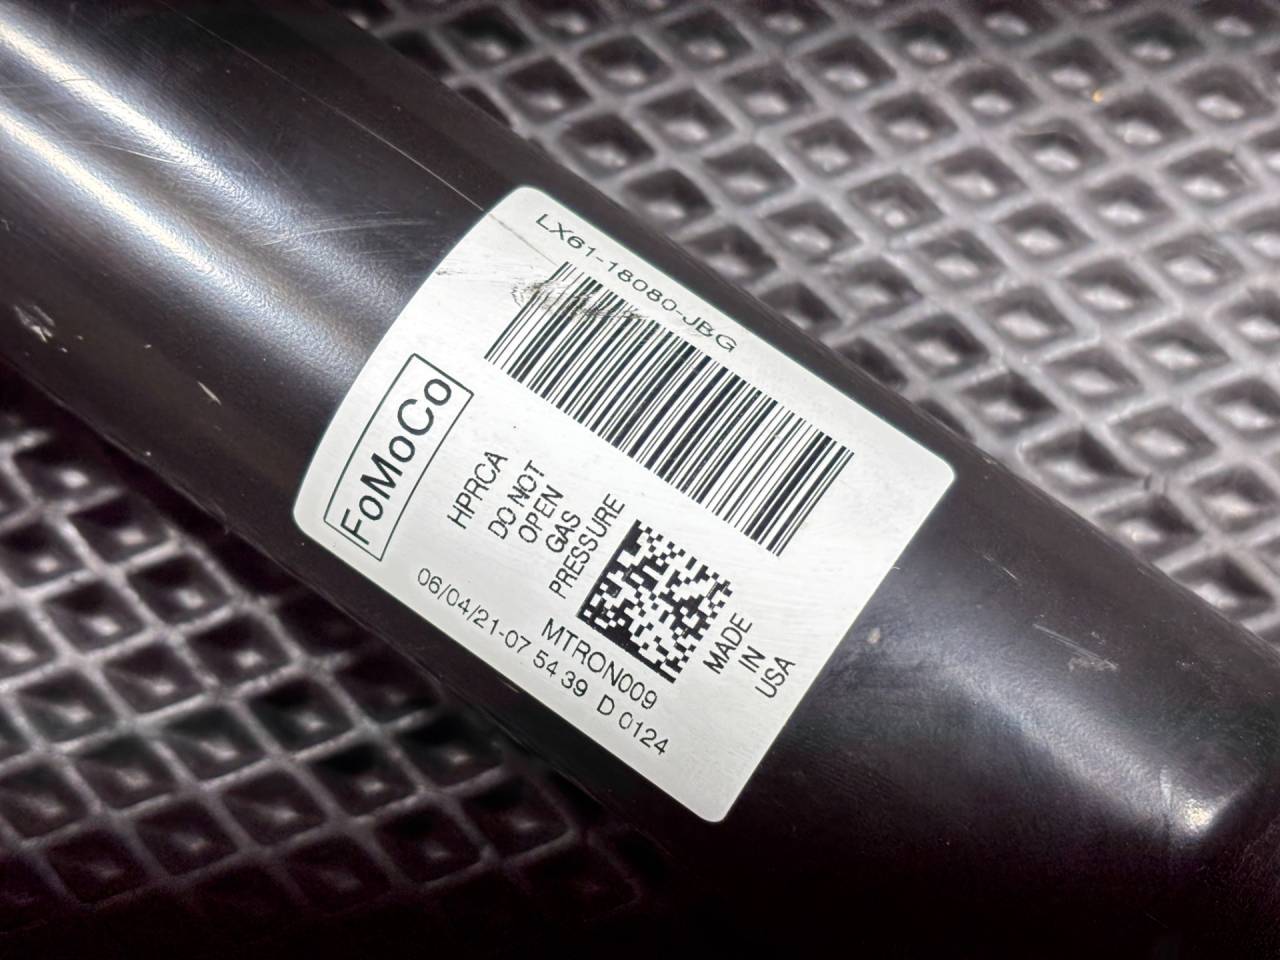 LX61-18080-JBG
FoMoCo
HPRCA
DO NOT
OPEN
GAS
PRESSURE
MADE
IN
USA
MTRON009
06/04/21-07 54 39 D 0124